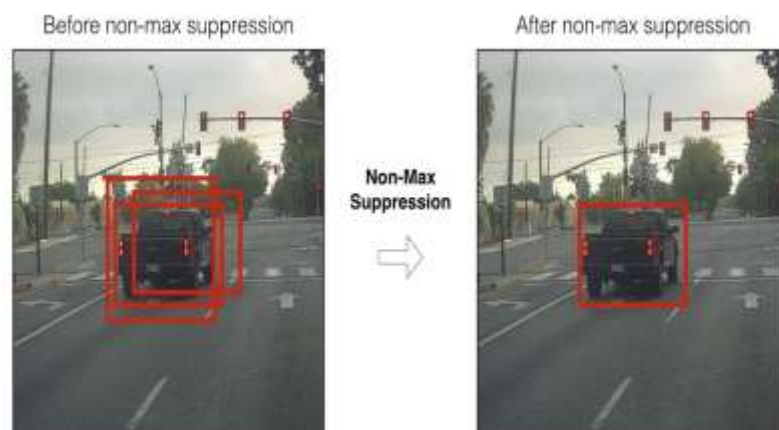 Before non-max suppression
After non-max suppression
Non-Max
Suppression